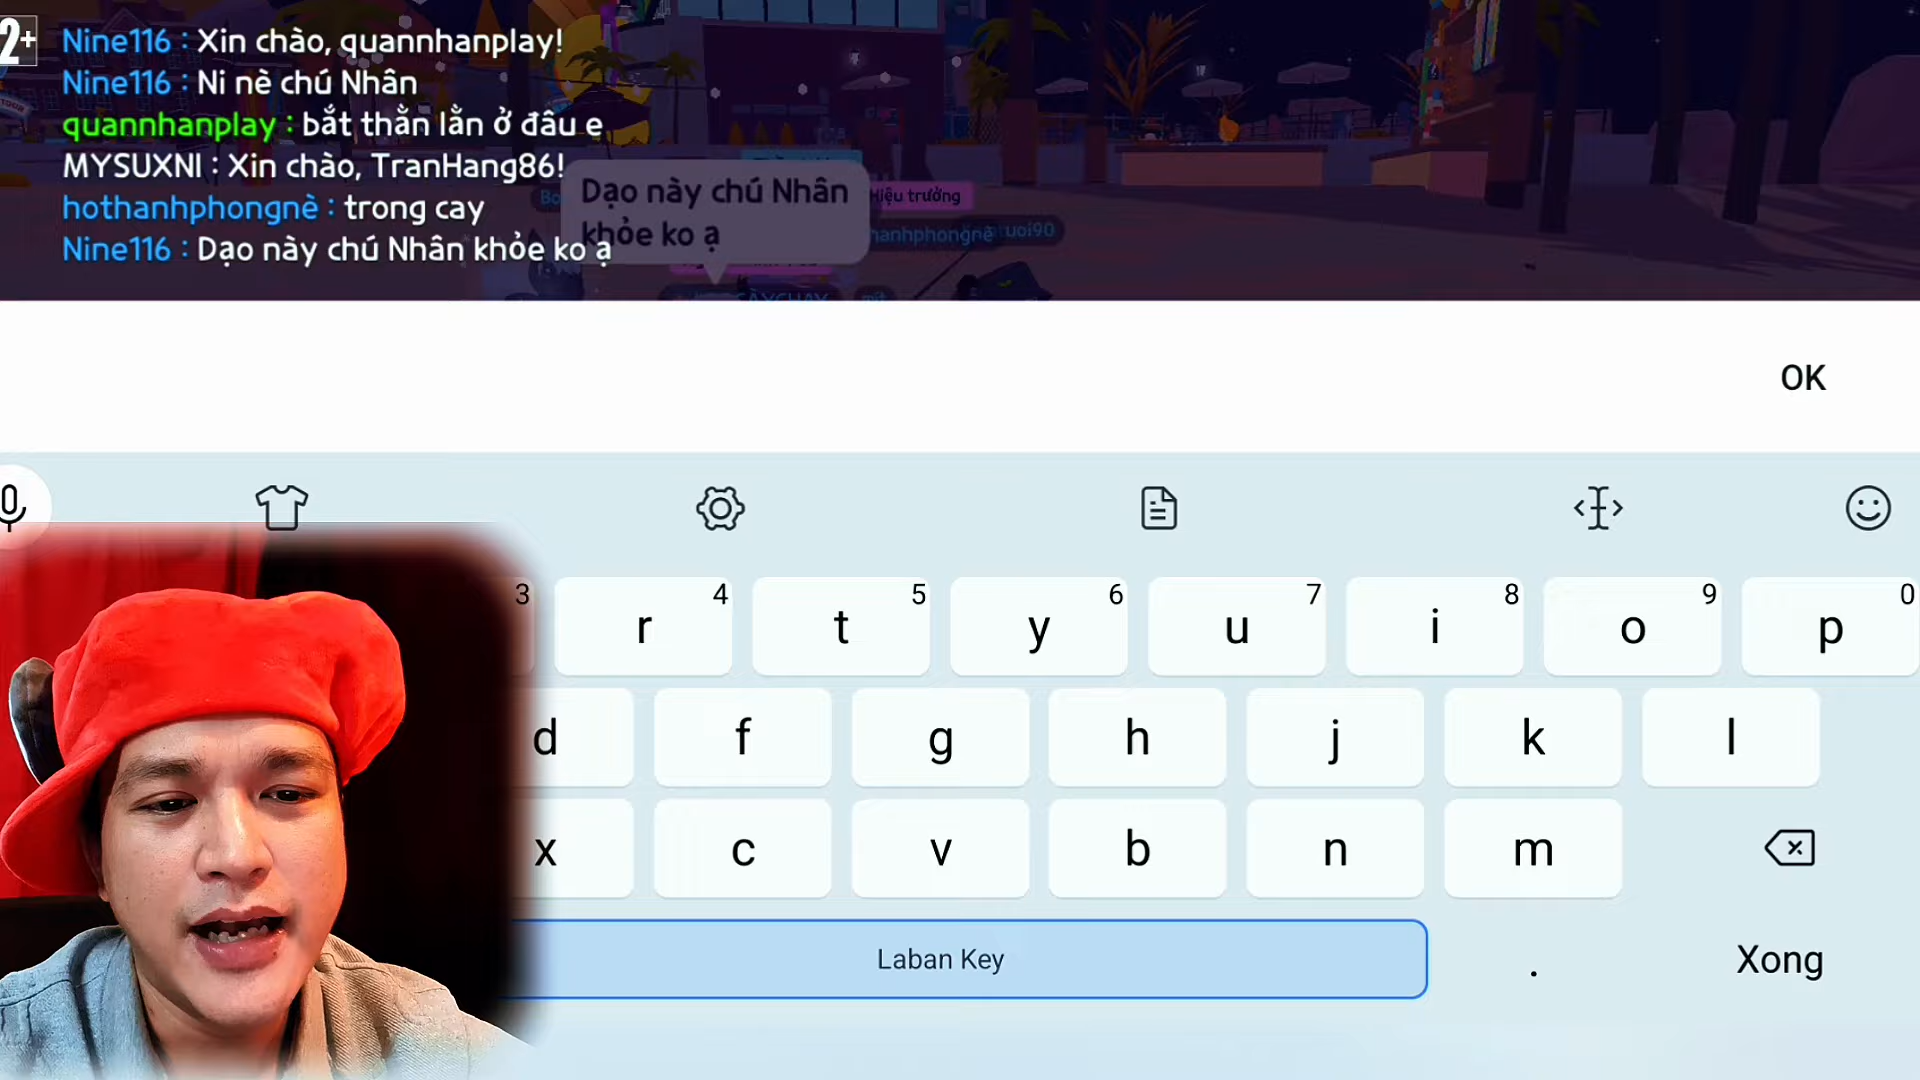 2+
Nine116 : Xin chào, quannhanplay!
Nine116 : Ni nè chú Nhân
quannhanplay : bắt thằn lằn ở đâu e
MYSUXNI : Xin chào, TranHang86!
hothanhphongnè : trong cay
Nine116 : Dạo này chú Nhân khỏe ko ạ
Dạo này chú Nhân
khỏe ko ạ
Hiệu trưởng
hanhphongnè
uoi90
OK
3 4 5 6 7 8 9 0
r t y u i o p
d f g h j k l
x c v b n m
Laban Key . Xong